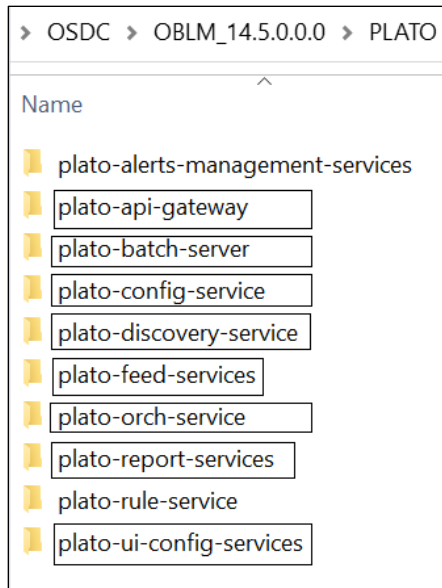 > OSDC > OBLM_14.5.0.0.0 > PLATO
Name
plato-alerts-management-services
plato-api-gateway
plato-batch-server
plato-config-service
plato-discovery-service
plato-feed-services
plato-orch-service
plato-report-services
plato-rule-service
plato-ui-config-services